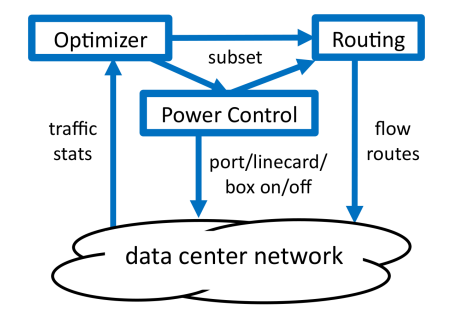 Optimizer
Routing
subset
Power Control
traffic
stats
port/linecard/
box on/off
flow
routes
data center network